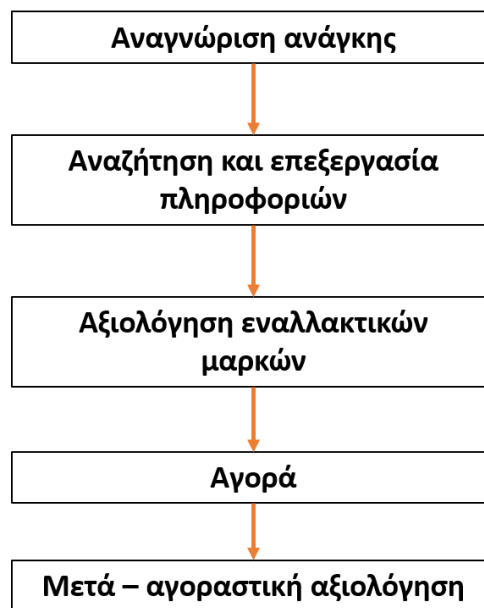 Αναγνώριση ανάγκης
Αναζήτηση και επεξεργασία
πληροφοριών
Αξιολόγηση εναλλακτικών
μαρκών
Αγορά
Μετά – αγοραστική αξιολόγηση